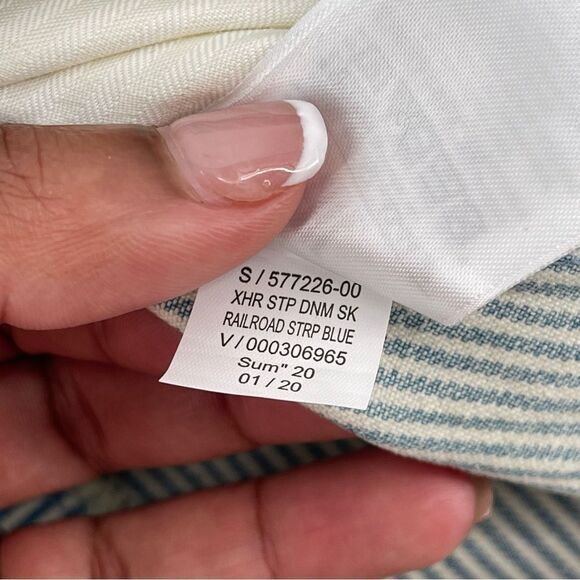 S / 577226-00
XHR STP DNM SK
RAILROAD STRP BLUE
V / 000306965
Sum" 20
01 / 20